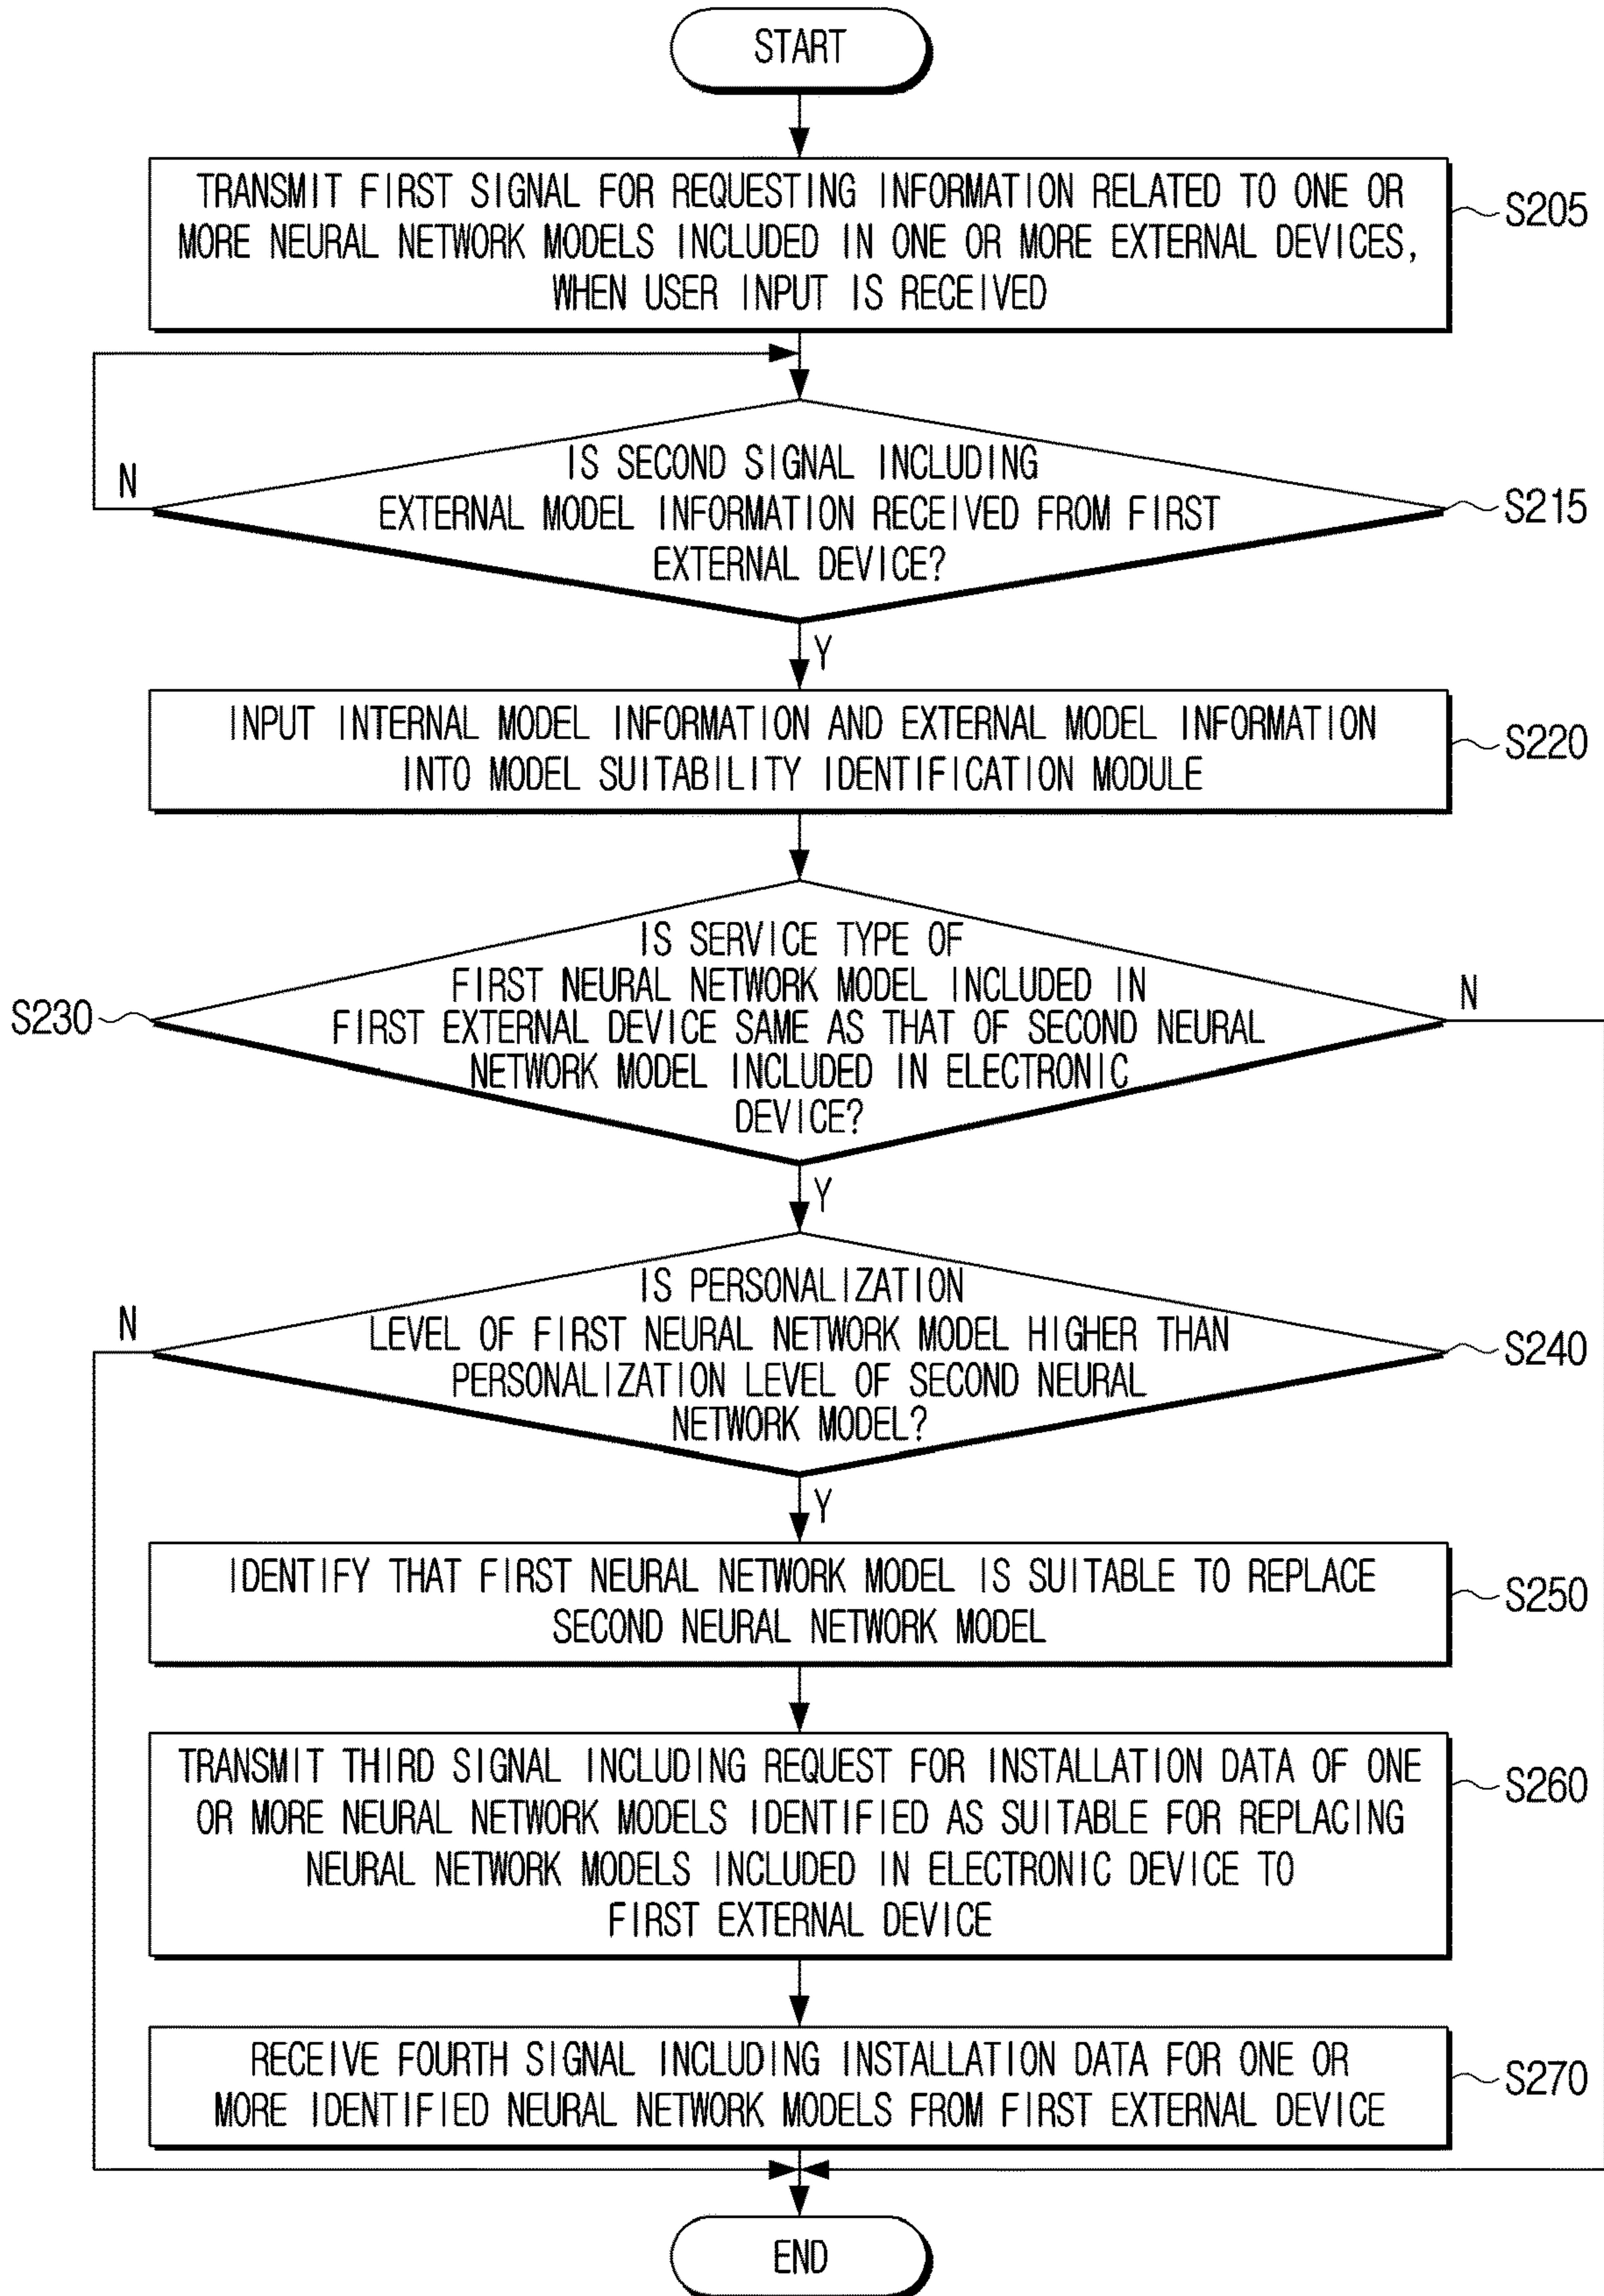 START
TRANSMIT FIRST SIGNAL FOR REQUESTING INFORMATION RELATED TO ONE OR
MORE NEURAL NETWORK MODELS INCLUDED IN ONE OR MORE EXTERNAL DEVICES,
WHEN USER INPUT IS RECEIVED
S205
IS SECOND SIGNAL INCLUDING
EXTERNAL MODEL INFORMATION RECEIVED FROM FIRST
EXTERNAL DEVICE?
N
S215
Y
INPUT INTERNAL MODEL INFORMATION AND EXTERNAL MODEL INFORMATION
INTO MODEL SUITABILITY IDENTIFICATION MODULE
S220
IS SERVICE TYPE OF
FIRST NEURAL NETWORK MODEL INCLUDED IN
FIRST EXTERNAL DEVICE SAME AS THAT OF SECOND NEURAL
NETWORK MODEL INCLUDED IN ELECTRONIC
DEVICE?
S230
N
Y
IS PERSONALIZATION
LEVEL OF FIRST NEURAL NETWORK MODEL HIGHER THAN
PERSONALIZATION LEVEL OF SECOND NEURAL
NETWORK MODEL?
N
S240
Y
IDENTIFY THAT FIRST NEURAL NETWORK MODEL IS SUITABLE TO REPLACE
SECOND NEURAL NETWORK MODEL
S250
TRANSMIT THIRD SIGNAL INCLUDING REQUEST FOR INSTALLATION DATA OF ONE
OR MORE NEURAL NETWORK MODELS IDENTIFIED AS SUITABLE FOR REPLACING
NEURAL NETWORK MODELS INCLUDED IN ELECTRONIC DEVICE TO
FIRST EXTERNAL DEVICE
S260
RECEIVE FOURTH SIGNAL INCLUDING INSTALLATION DATA FOR ONE OR
MORE IDENTIFIED NEURAL NETWORK MODELS FROM FIRST EXTERNAL DEVICE
S270
END